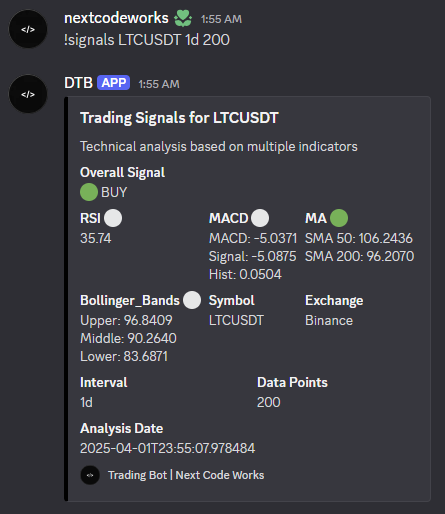 nextcodeworks 1:55 AM
!signals LTCUSDT 1d 200
DTB APP 1:55 AM
Trading Signals for LTCUSDT
Technical analysis based on multiple indicators
Overall Signal
BUY
RSI MACD MA
35.74 MACD: -5.0371 SMA 50: 106.2436
Signal: -5.0875 SMA 200: 96.2070
Hist: 0.0504
Bollinger_Bands Symbol Exchange
Upper: 96.8409 LTCUSDT Binance
Middle: 90.2640
Lower: 83.6871
Interval Data Points
1d 200
Analysis Date
2025-04-01T23:55:07.978484
</> Trading Bot | Next Code Works